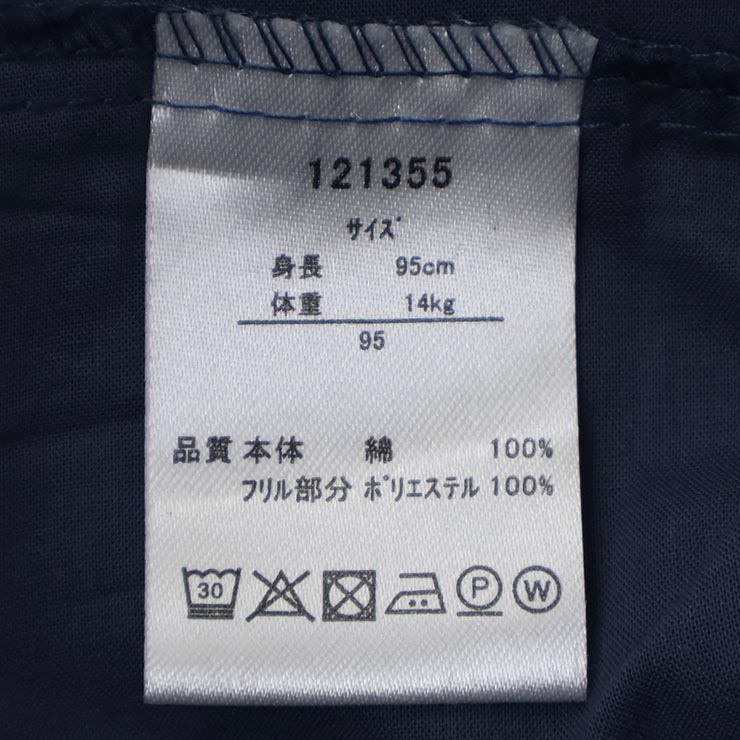 121355
サイズ
身長 95cm
体重 14kg
95
品質 本体 綿 100%
フリル部分 ポリエステル 100%
30 P W